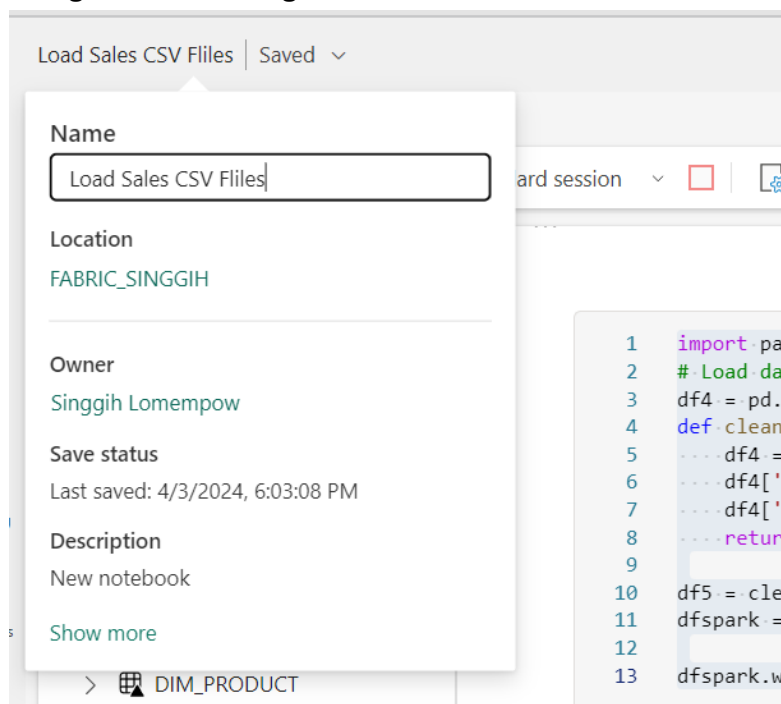 Load Sales CSV Fliles Saved
Name
Load Sales CSV Fliles
ard session
Location
FABRIC_SINGGIH
Owner
Singgih Lomempow
Save status
Last saved: 4/3/2024, 6:03:08 PM
Description
New notebook
Show more
DIM_PRODUCT
1 import pa
2 # Load da
3 df4 = pd.
4 def clean
5 df4 =
6 df4['
7 df4['
8 retur
9
10 df5 = cle
11 dfspark =
12
13 dfspark.w